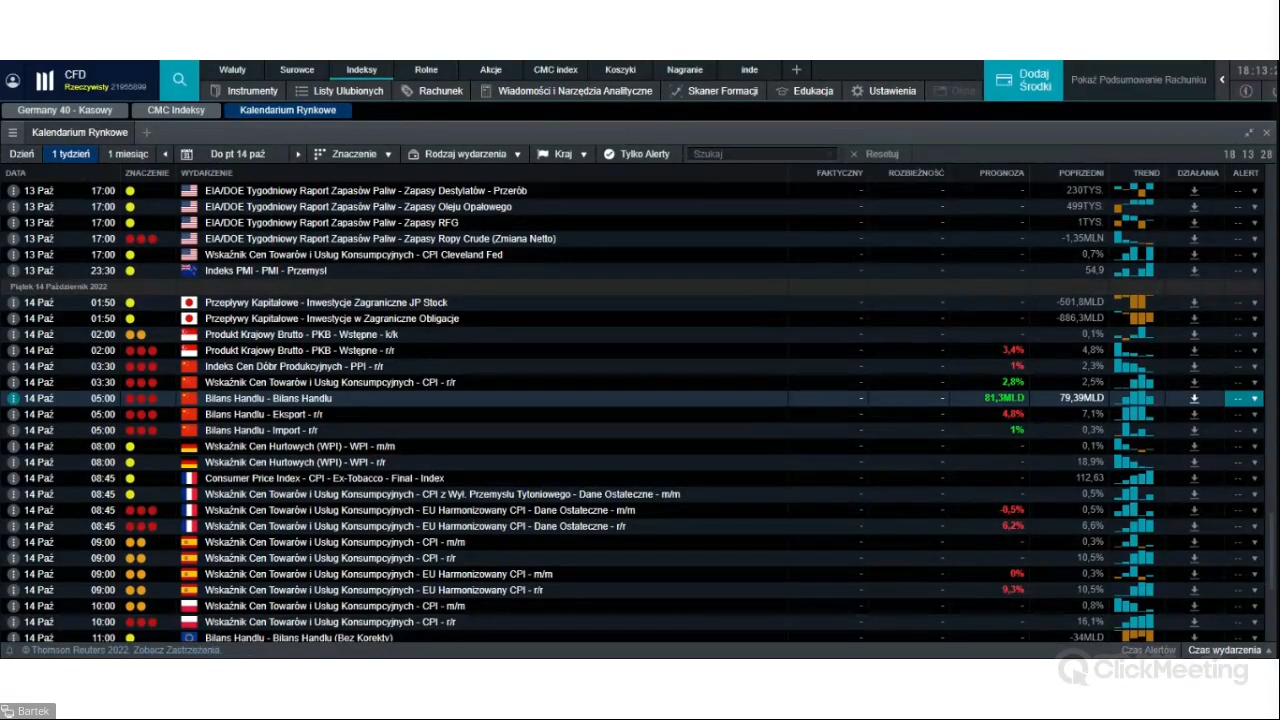 CFD
Rzeczywisty 21955899
Waluty Surowce Indeksy Rolne Akcje CMC index Koszyki Nagranie inde +
Instrumenty Listy Ulubionych Rachunek Wiadomości i Narzędzia Analityczne Skaner Formacji Edukacja Ustawienia Okna
Dodaj Środki
Pokaż Podsumowanie Rachunku
18:13:2
Germany 40 - Kasowy CMC Indeksy Kalendarium Rynkowe
Kalendarium Rynkowe +
Dzień 1 tydzień 1 miesiąc Do pt 14 paź Znaczenie Rodzaj wydarzenia Kraj Tylko Alerty Szukaj Resetuj 18 13 28
DATA ZNACZENIE WYDARZENIE FAKTYCZNY ROZBIEŻNOŚĆ PROGNOZA POPRZEDNI TREND DZIAŁANIA ALERT
13 Paź 17:00 EIA/DOE Tygodniowy Raport Zapasów Paliw - Zapasy Destylatów - Przerób - - - 230TYS. --
13 Paź 17:00 EIA/DOE Tygodniowy Raport Zapasów Paliw - Zapasy Oleju Opałowego - - - 499TYS. --
13 Paź 17:00 EIA/DOE Tygodniowy Raport Zapasów Paliw - Zapasy RFG - - - 1TYS. --
13 Paź 17:00 EIA/DOE Tygodniowy Raport Zapasów Paliw - Zapasy Ropy Crude (Zmiana Netto) - - - -1,35MLN --
13 Paź 17:00 Wskaźnik Cen Towarów i Usług Konsumpcyjnych - CPI Cleveland Fed - - - 0,7% --
13 Paź 23:30 Indeks PMI - PMI - Przemysł - - - 54,9 --
Piątek 14 Październik 2022
14 Paź 01:50 Przepływy Kapitałowe - Inwestycje Zagraniczne JP Stock - - - -501,8MLD --
14 Paź 01:50 Przepływy Kapitałowe - Inwestycje w Zagraniczne Obligacje - - - -886,3MLD --
14 Paź 02:00 Produkt Krajowy Brutto - PKB - Wstępne - k/k - - - 0,1% --
14 Paź 02:00 Produkt Krajowy Brutto - PKB - Wstępne - r/r - - 3,4% 4,8% --
14 Paź 03:30 Indeks Cen Dóbr Produkcyjnych - PPI - r/r - - 1% 2,3% --
14 Paź 03:30 Wskaźnik Cen Towarów i Usług Konsumpcyjnych - CPI - r/r - - 2,8% 2,5% --
14 Paź 05:00 Bilans Handlu - Bilans Handlu - - 81,3MLD 79,39MLD --
14 Paź 05:00 Bilans Handlu - Eksport - r/r - - 4,8% 7,1% --
14 Paź 05:00 Bilans Handlu - Import - r/r - - 1% 0,3% --
14 Paź 08:00 Wskaźnik Cen Hurtowych (WPI) - WPI - m/m - - - 0,1% --
14 Paź 08:00 Wskaźnik Cen Hurtowych (WPI) - WPI - r/r - - - 18,9% --
14 Paź 08:45 Consumer Price Index - CPI - Ex-Tobacco - Final - Index - - - 112,63 --
14 Paź 08:45 Wskaźnik Cen Towarów i Usług Konsumpcyjnych - CPI z Wył. Przemysłu Tytoniowego - Dane Ostateczne - m/m - - - 0,5% --
14 Paź 08:45 Wskaźnik Cen Towarów i Usług Konsumpcyjnych - EU Harmonizowany CPI - Dane Ostateczne - m/m - - -0,5% 0,5% --
14 Paź 08:45 Wskaźnik Cen Towarów i Usług Konsumpcyjnych - EU Harmonizowany CPI - Dane Ostateczne - r/r - - 6,2% 6,6% --
14 Paź 09:00 Wskaźnik Cen Towarów i Usług Konsumpcyjnych - CPI - m/m - - - 0,3% --
14 Paź 09:00 Wskaźnik Cen Towarów i Usług Konsumpcyjnych - CPI - r/r - - - 10,5% --
14 Paź 09:00 Wskaźnik Cen Towarów i Usług Konsumpcyjnych - EU Harmonizowany CPI - m/m - - 0% 0,3% --
14 Paź 09:00 Wskaźnik Cen Towarów i Usług Konsumpcyjnych - EU Harmonizowany CPI - r/r - - 9,3% 10,5% --
14 Paź 10:00 Wskaźnik Cen Towarów i Usług Konsumpcyjnych - CPI - m/m - - - 0,8% --
14 Paź 10:00 Wskaźnik Cen Towarów i Usług Konsumpcyjnych - CPI - r/r - - - 16,1% --
14 Paź 11:00 Bilans Handlu - Bilans Handlu (Bez Korekty) - - - -34MLD --
© Thomson Reuters 2022. Zobacz Zastrzeżenia. Czas Alertów Czas wydarzenia
ClickMeeting
Bartek